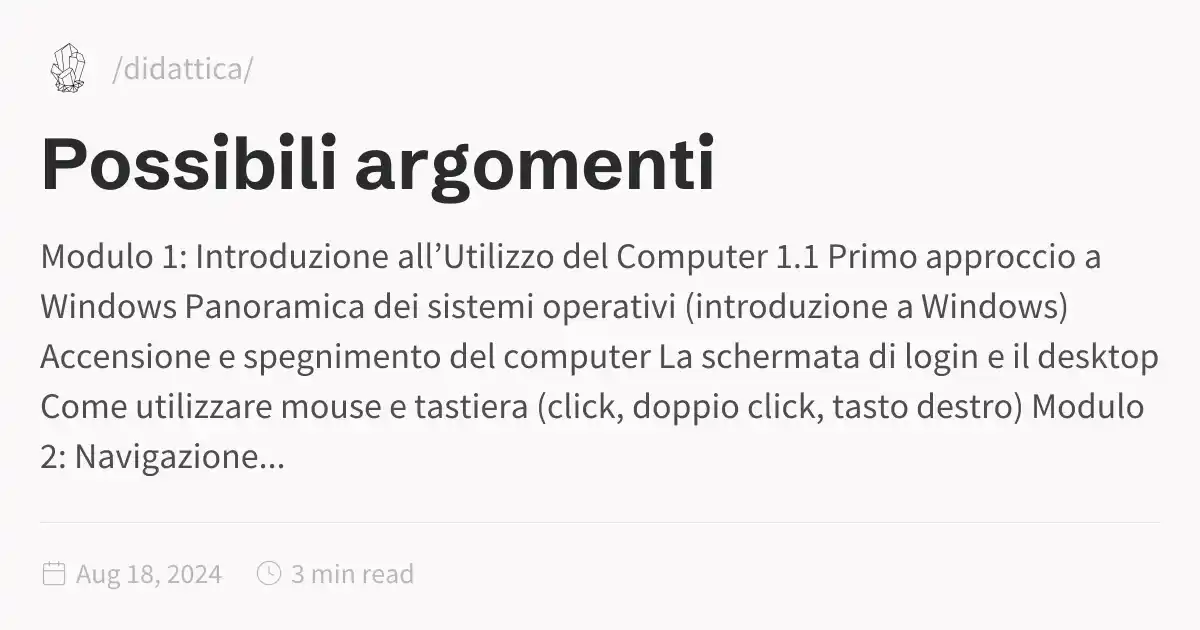 /didattica/
Possibili argomenti
Modulo 1: Introduzione all’Utilizzo del Computer 1.1 Primo approccio a
Windows Panoramica dei sistemi operativi (introduzione a Windows)
Accensione e spegnimento del computer La schermata di login e il desktop
Come utilizzare mouse e tastiera (click, doppio click, tasto destro) Modulo
2: Navigazione...
Aug 18, 2024 3 min read